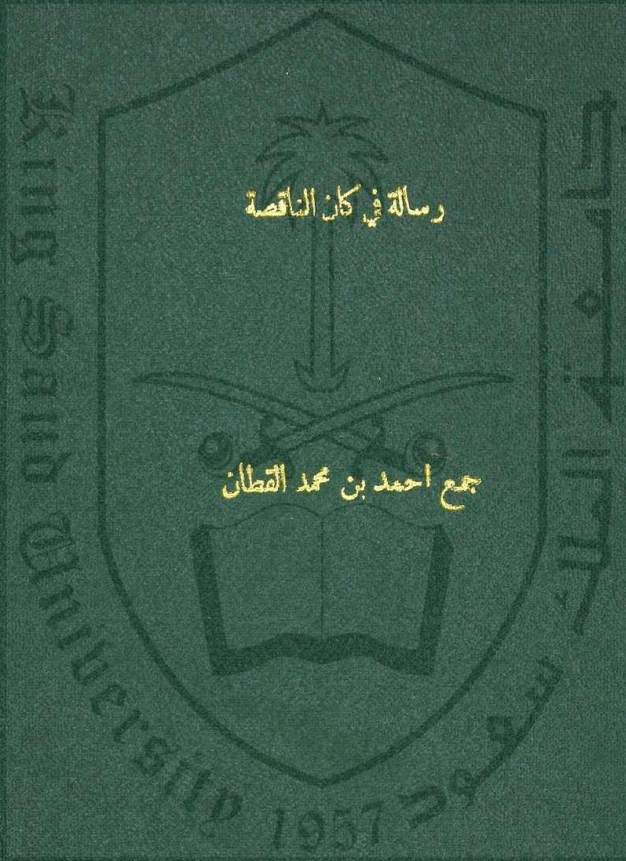 رسالة في كان الناقصة
جمع احمد بن محمد القطان
King Saud University 1957
جامعة الملك سعود